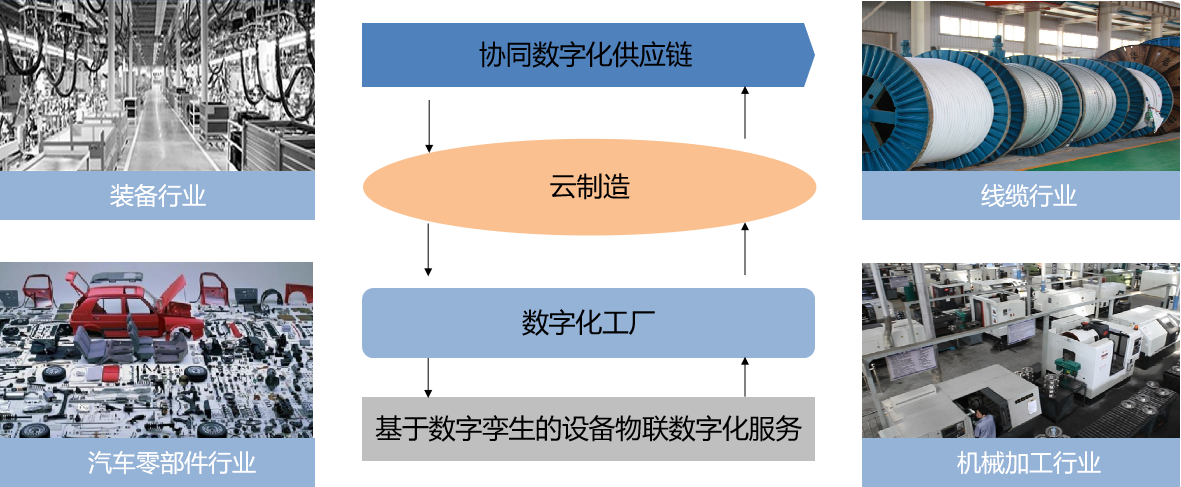 协同数字化供应链
云制造
装备行业
线缆行业
数字化工厂
基于数字孪生的设备物联数字化服务
汽车零部件行业
机械加工行业